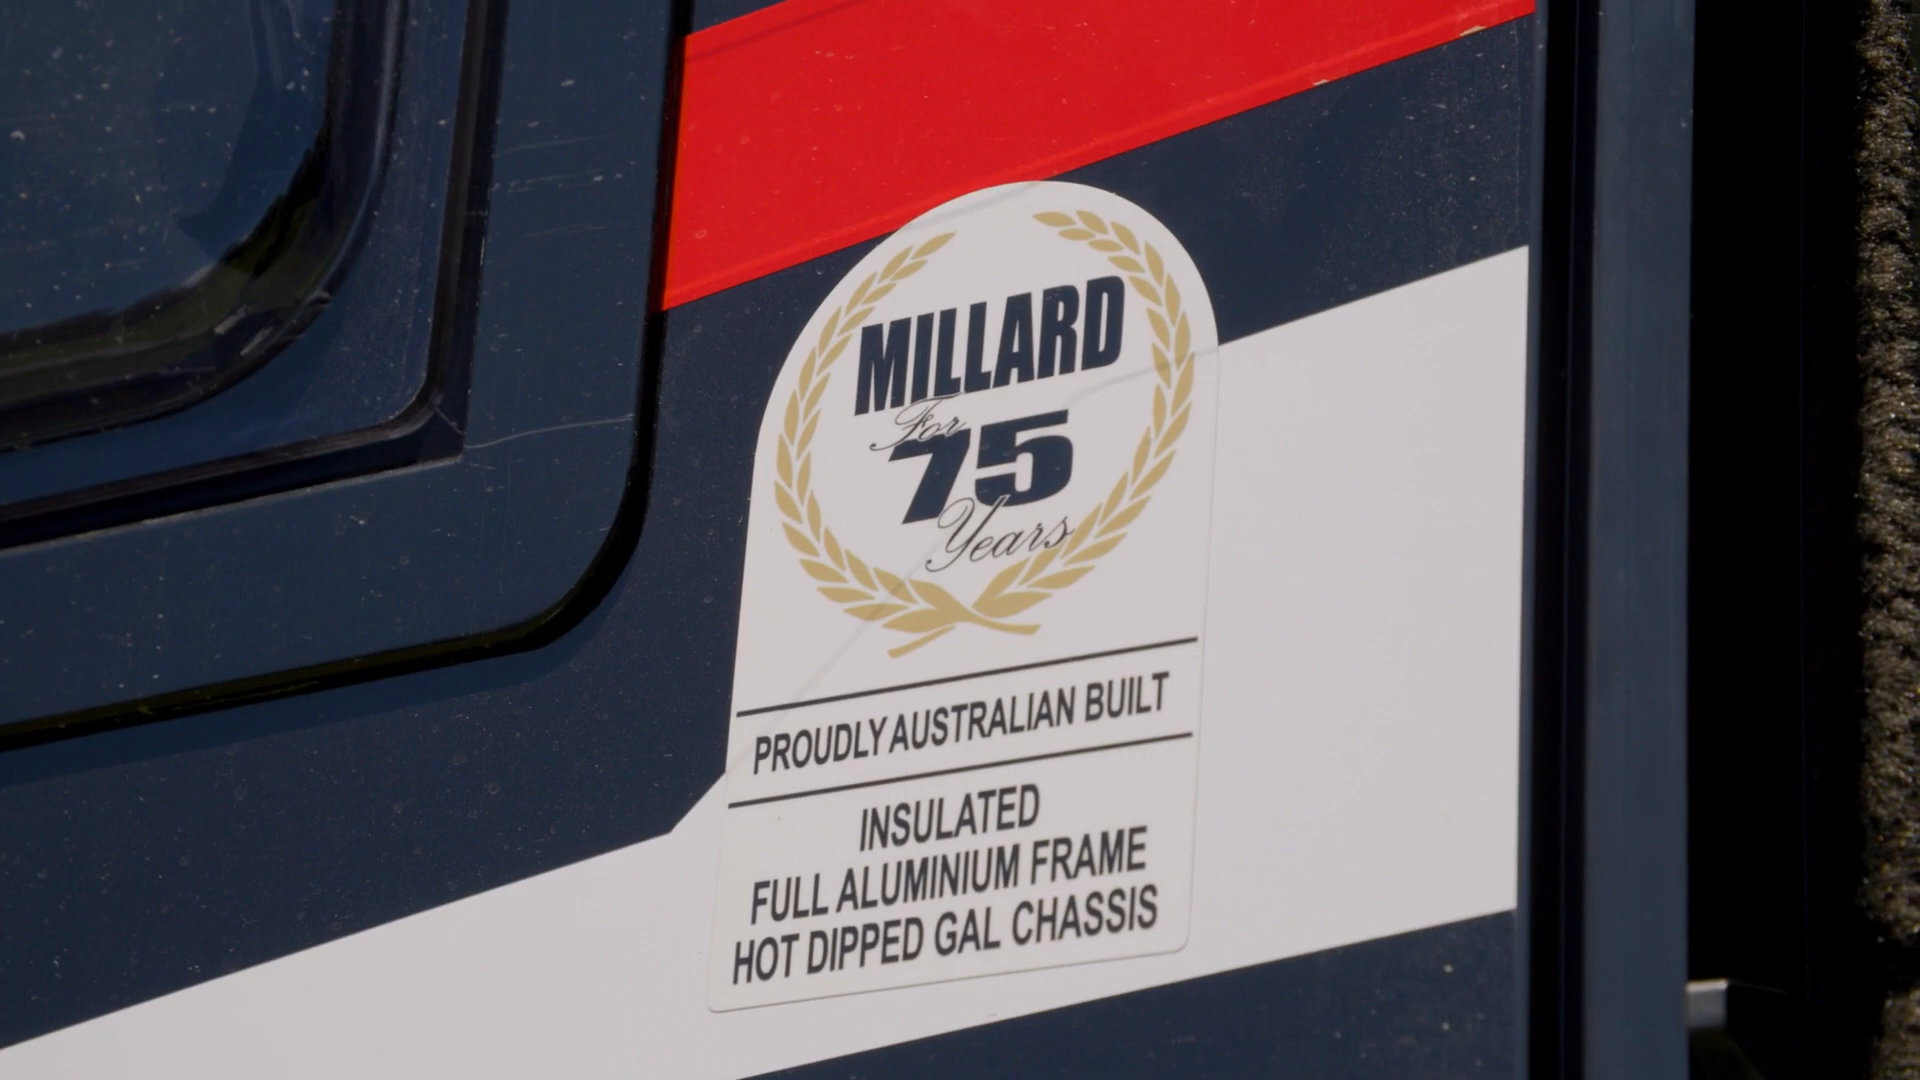 MILLARD
For
75
Years
PROUDLY AUSTRALIAN BUILT
INSULATED
FULL ALUMINIUM FRAME
HOT DIPPED GAL CHASSIS